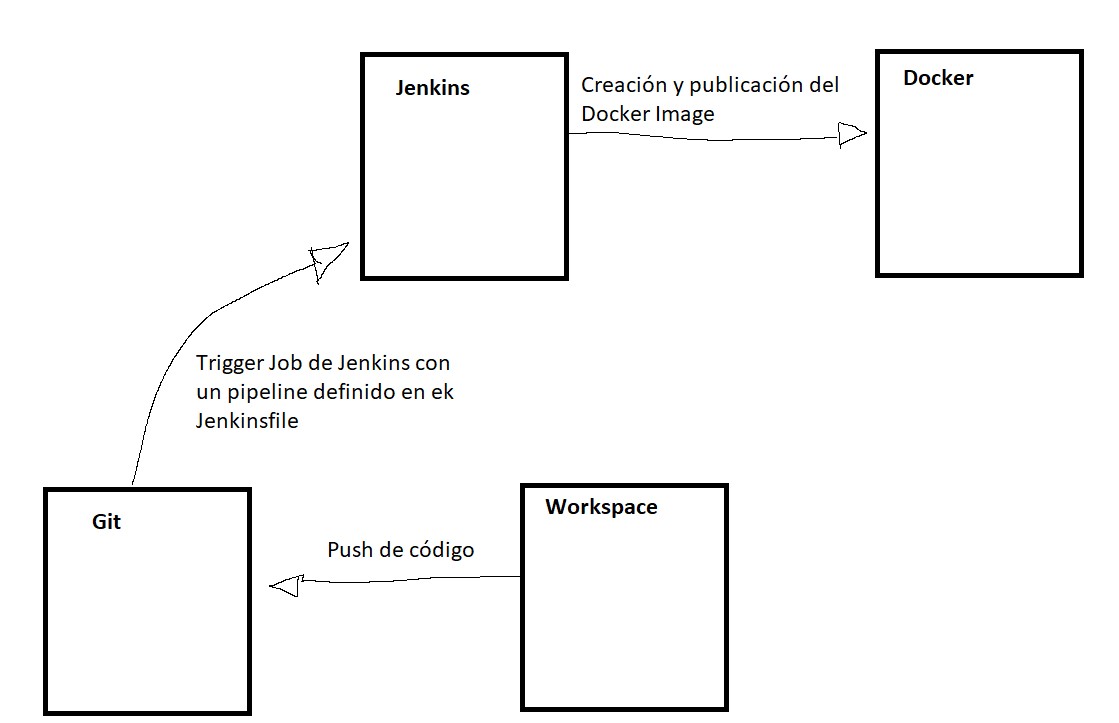 Jenkins
Creación y publicación del
Docker Image
Docker
Trigger Job de Jenkins con
un pipeline definido en ek
Jenkinsfile
Git
Push de código
Workspace